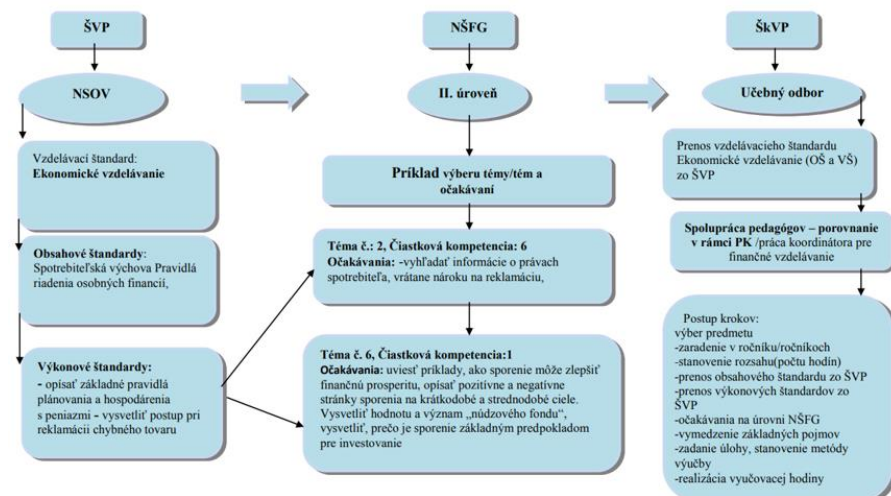 ŠVP
NSOV
Vzdelávací štandard:
Ekonomické vzdelávanie
Obsahové štandardy:
Spotrebiteľská výchova Pravidlá
riadenia osobných financií,
Výkonové štandardy:
- opísať základné pravidlá
plánovania a hospodárenia
s peniazmi - vysvetliť postup pri
reklamácii chybného tovaru
NŠFG
II. úroveň
Príklad výberu témy/tém a
očakávaní
Téma č.: 2, Čiastková kompetencia: 6
Očakávania: -vyhľadať informácie o právach
spotrebiteľa, vrátane nároku na reklamáciu,
Téma č. 6, Čiastková kompetencia:1
Očakávania: uviesť príklady, ako sporenie môže zlepšiť
finančnú prosperitu, opísať pozitívne a negatívne
stránky sporenia na krátkodobé a strednodobé ciele.
Vysvetliť hodnotu a význam „núdzového fondu“,
vysvetliť, prečo je sporenie základným predpokladom
pre investovanie
ŠkVP
Učebný odbor
Prenos vzdelávacieho štandardu
Ekonomické vzdelávanie (OŠ a VŠ)
zo ŠVP
Spolupráca pedagógov – porovnanie
v rámci PK /práca koordinátora pre
finančné vzdelávanie
Postup krokov:
výber predmetu
-zaradenie v ročníku/ročníkoch
-stanovenie rozsahu(počtu hodín)
-prenos obsahového štandardu zo ŠVP
-prenos výkonových štandardov zo
ŠVP
-očakávania na úrovni NŠFG
-vymedzenie základných pojmov
-zadanie úlohy, stanovenie metódy
výučby
-realizácia vyučovacej hodiny